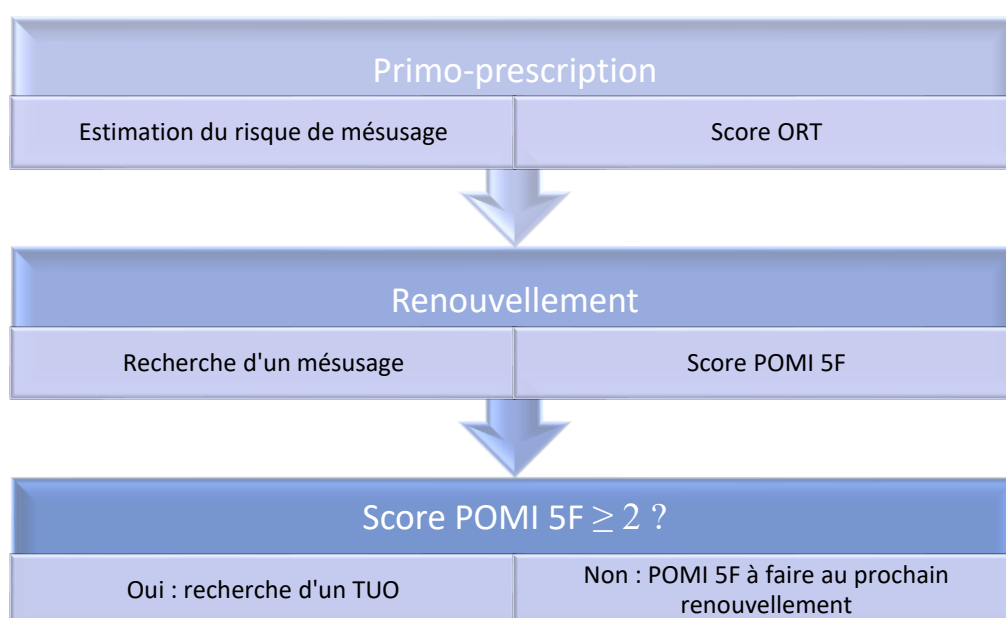 Primo-prescription
Estimation du risque de mésusage
Score ORT
Renouvellement
Recherche d'un mésusage
Score POMI 5F
Score POMI 5F ≥ 2 ?
Oui : recherche d'un TUO
Non : POMI 5F à faire au prochain
renouvellement